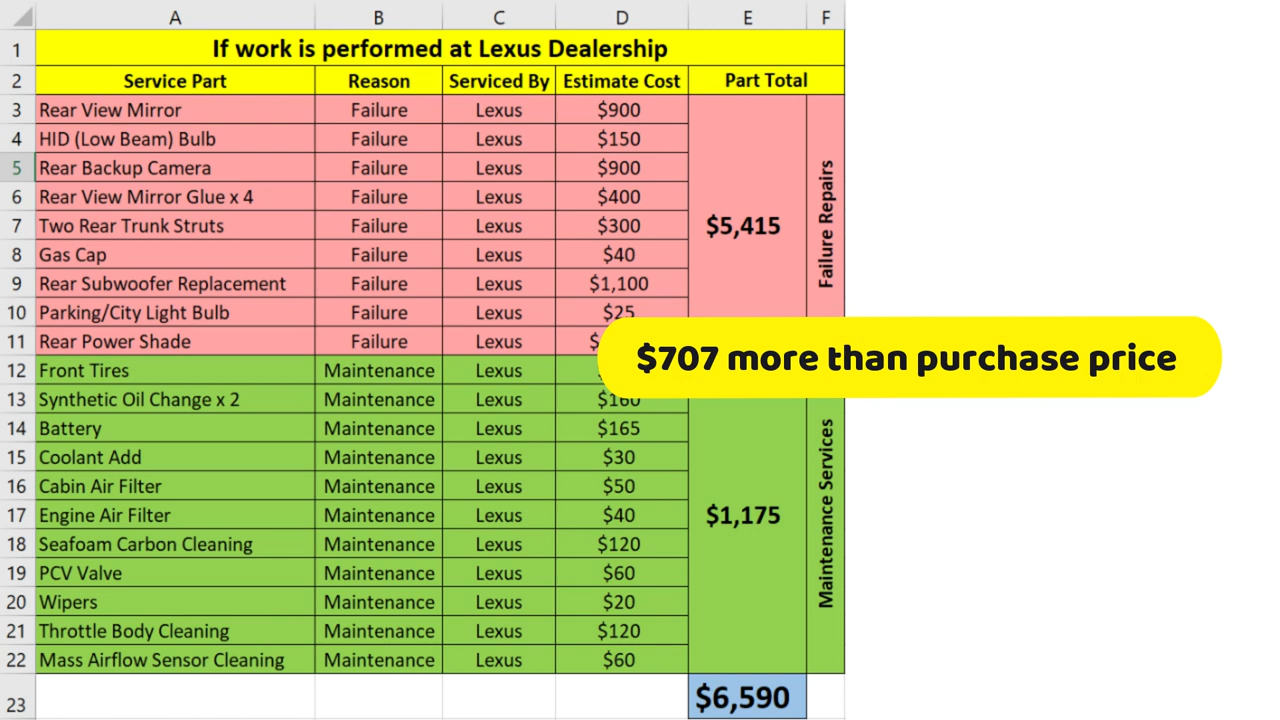 A B C D E F
1 If work is performed at Lexus Dealership
2 Service Part Reason Serviced By Estimate Cost Part Total
3 Rear View Mirror Failure Lexus $900
4 HID (Low Beam) Bulb Failure Lexus $150
5 Rear Backup Camera Failure Lexus $900
6 Rear View Mirror Glue x 4 Failure Lexus $400
7 Two Rear Trunk Struts Failure Lexus $300 $5,415 Failure Repairs
8 Gas Cap Failure Lexus $40
9 Rear Subwoofer Replacement Failure Lexus $1,100
10 Parking/City Light Bulb Failure Lexus $25
11 Rear Power Shade Failure Lexus $
$707 more than purchase price
12 Front Tires Maintenance Lexus
13 Synthetic Oil Change x 2 Maintenance Lexus $160
14 Battery Maintenance Lexus $165
15 Coolant Add Maintenance Lexus $30
16 Cabin Air Filter Maintenance Lexus $50
17 Engine Air Filter Maintenance Lexus $40 $1,175 Maintenance Services
18 Seafoam Carbon Cleaning Maintenance Lexus $120
19 PCV Valve Maintenance Lexus $60
20 Wipers Maintenance Lexus $20
21 Throttle Body Cleaning Maintenance Lexus $120
22 Mass Airflow Sensor Cleaning Maintenance Lexus $60
23 $6,590